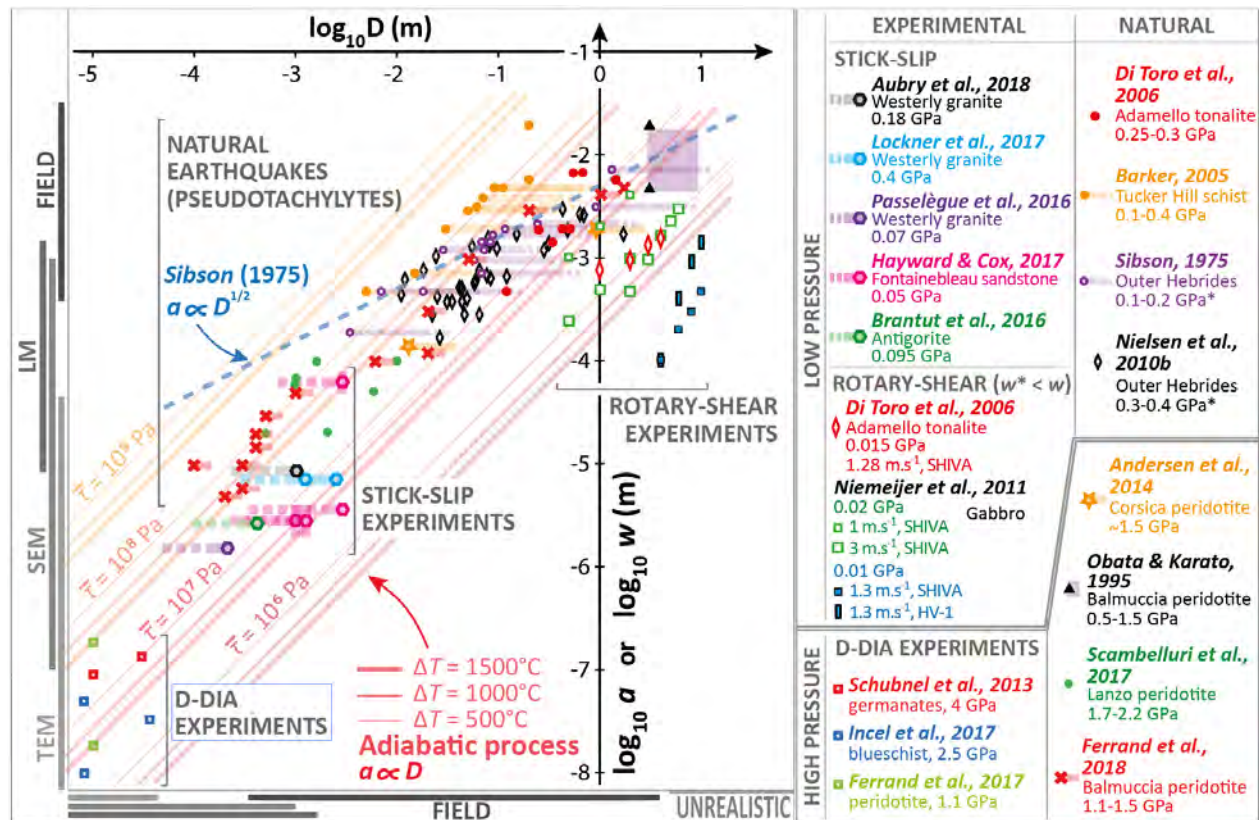 log10D (m)
-5
-4
-3
-2
-1
0
1
-1
-2
-3
-4
-5
-6
-7
-8
FIELD
LM
SEM
TEM
NATURAL
EARTHQUAKES
(PSEUDOTACHYLYTES)
Sibson (1975)
a ∝ D^1/2
τ̄ = 10^9 Pa
τ̄ = 10^8 Pa
τ̄ = 10^7 Pa
τ̄ = 10^6 Pa
STICK-SLIP
EXPERIMENTS
ROTARY-SHEAR
EXPERIMENTS
D-DIA
EXPERIMENTS
ΔT = 1500°C
ΔT = 1000°C
ΔT = 500°C
Adiabatic process
a ∝ D
log10 a or log10 w (m)
FIELD
UNREALISTIC
EXPERIMENTAL
LOW PRESSURE
STICK-SLIP
Aubry et al., 2018
Westerly granite
0.18 GPa
Lockner et al., 2017
Westerly granite
0.4 GPa
Passelègue et al., 2016
Westerly granite
0.07 GPa
Hayward & Cox, 2017
Fontainebleau sandstone
0.05 GPa
Brantut et al., 2016
Antigorite
0.095 GPa
ROTARY-SHEAR (w* < w)
Di Toro et al., 2006
Adamello tonalite
0.015 GPa
1.28 m.s-1, SHIVA
Niemeijer et al., 2011
0.02 GPa
Gabbro
1 m.s-1, SHIVA
3 m.s-1, SHIVA
0.01 GPa
1.3 m.s-1, SHIVA
1.3 m.s-1, HV-1
HIGH PRESSURE
D-DIA EXPERIMENTS
Schubnel et al., 2013
germanates, 4 GPa
Incel et al., 2017
blueschist, 2.5 GPa
Ferrand et al., 2017
peridotite, 1.1 GPa
NATURAL
Di Toro et al.,
2006
Adamello tonalite
0.25-0.3 GPa
Barker, 2005
Tucker Hill schist
0.1-0.4 GPa
Sibson, 1975
Outer Hebrides
0.1-0.2 GPa*
Nielsen et al.,
2010b
Outer Hebrides
0.3-0.4 GPa*
Andersen et al.,
2014
Corsica peridotite
~1.5 GPa
Obata & Karato,
1995
Balmuccia peridotite
0.5-1.5 GPa
Scambelluri et al.,
2017
Lanzo peridotite
1.7-2.2 GPa
Ferrand et al.,
2018
Balmuccia peridotite
1.1-1.5 GPa